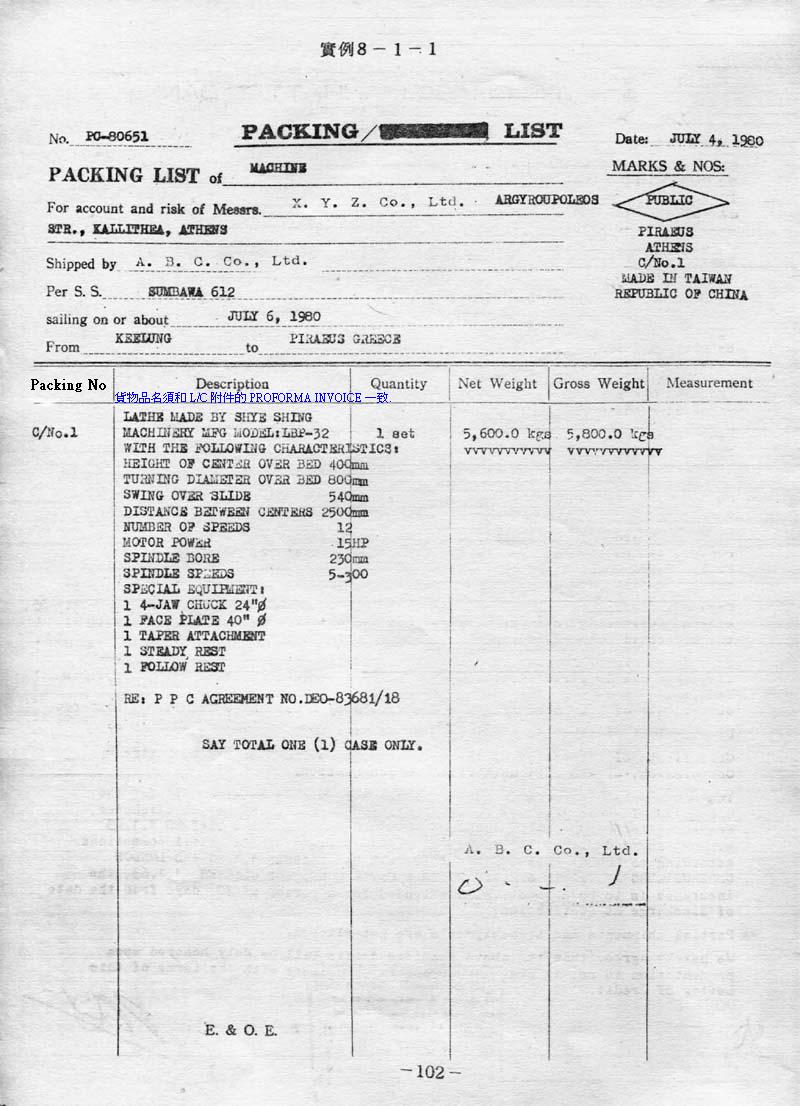 實例8-1-1
No. PC-80651
PACKING/ LIST
Date: JULY 4, 1980
PACKING LIST of MACHINE
MARKS & NOS:
For account and risk of Messrs. X. Y. Z. Co., Ltd. ARGYROUPOLEOS
PUBLIC
STR., KALLITHEA, ATHENS
PIRAEUS
ATHENS
Shipped by A. B. C. Co., Ltd.
C/No.1
MADE IN TAIWAN
Per S. S. SUMBAWA 612
REPUBLIC OF CHINA
sailing on or about JULY 6, 1980
From KEELUNG to PIRAEUS GREECE
Packing No Description Quantity Net Weight Gross Weight Measurement
貨物品名須和 L/C 附件的 PROFORMA INVOICE 一致.
LATHE MADE BY SHYE SHING
C/No.1 MACHINERY MFG MODEL:LBP-32 1 set 5,600.0 kgs 5,800.0 kgs
WITH THE FOLLOWING CHARACTERISTICS: vvvvvvvvvvv vvvvvvvvvvvv
HEIGHT OF CENTER OVER BED 400mm
TURNING DIAMETER OVER BED 800mm
SWING OVER SLIDE 540mm
DISTANCE BETWEEN CENTERS 2500mm
NUMBER OF SPEEDS 12
MOTOR POWER 15HP
SPINDLE BORE 230mm
SPINDLE SPEEDS 5-300
SPECIAL EQUIPMENT:
1 4-JAW CHUCK 24"Ø
1 FACE PLATE 40" Ø
1 TAPER ATTACHMENT
1 STEADY REST
1 FOLLOW REST
RE: P P C AGREEMENT NO.DEO-83681/18
SAY TOTAL ONE (1) CASE ONLY.
A. B. C. Co., Ltd.
E. & O. E.
-102-